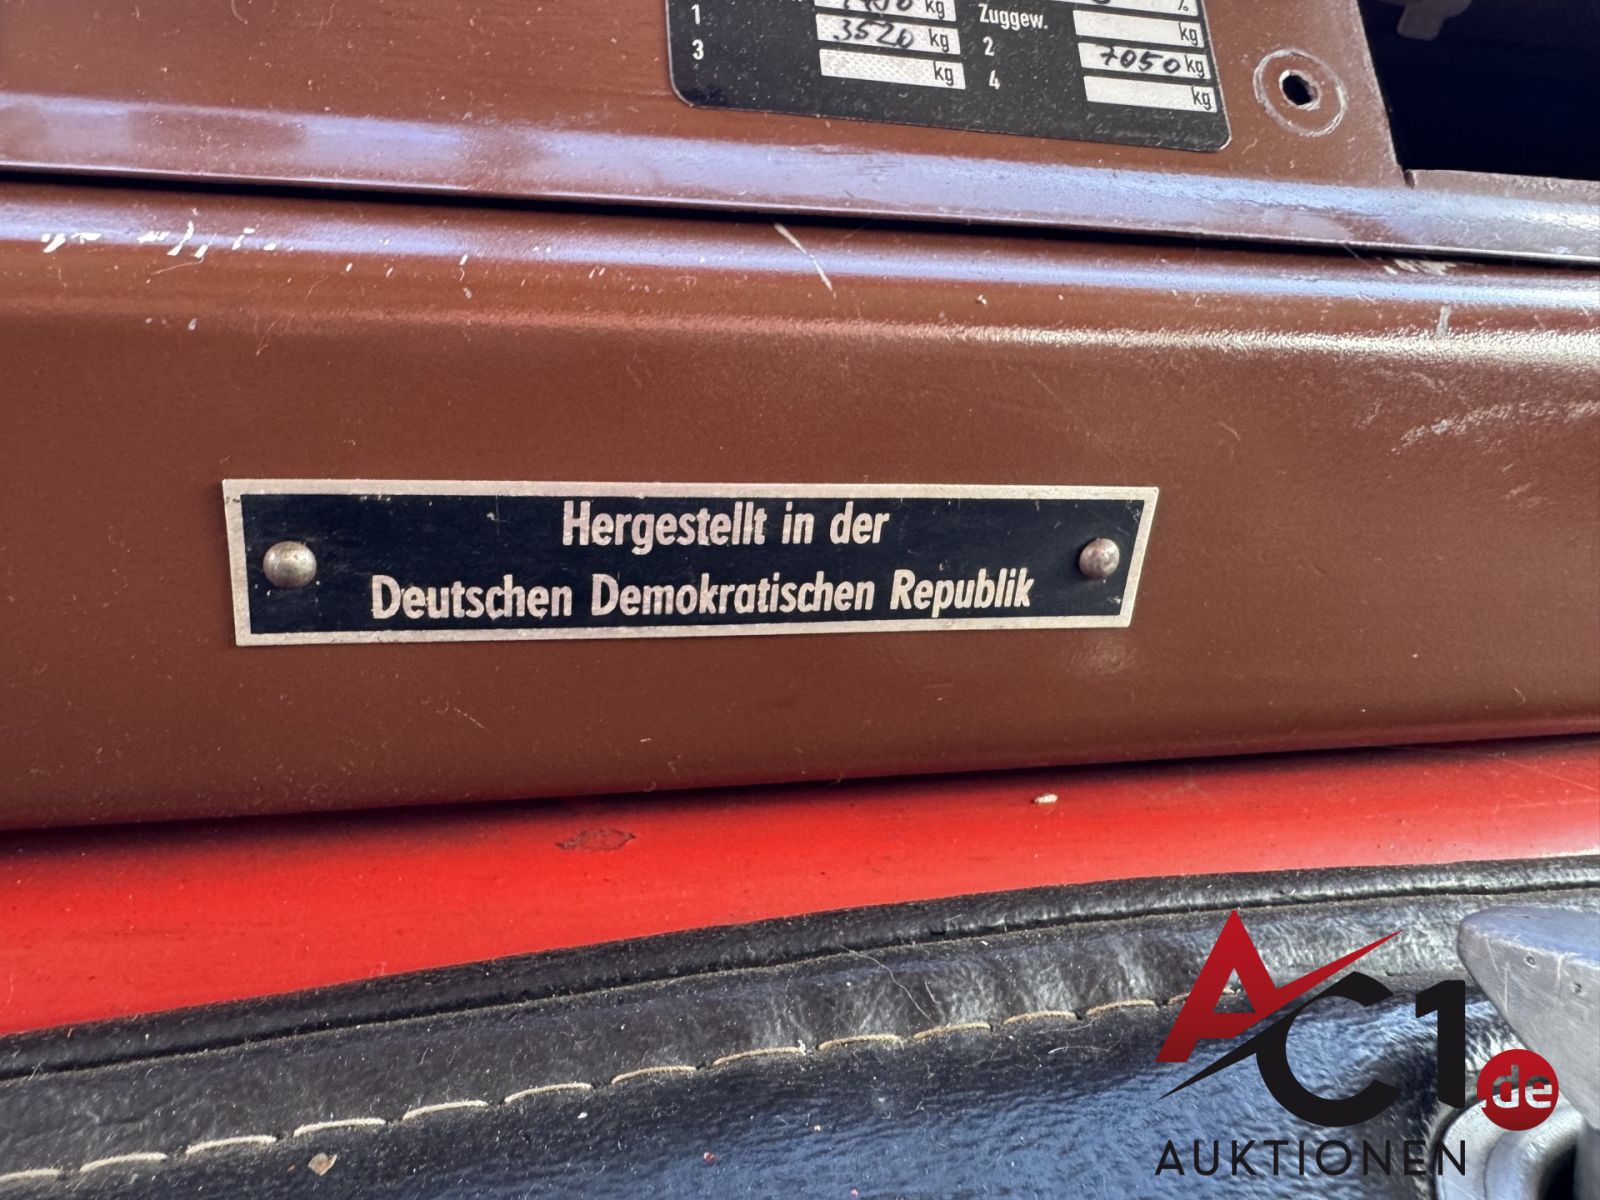 %
kg Zuggew.
1 3520 kg 2 kg
3 7050 kg
kg 4 kg
Hergestellt in der
Deutschen Demokratischen Republik
AC1.de
AUKTIONEN